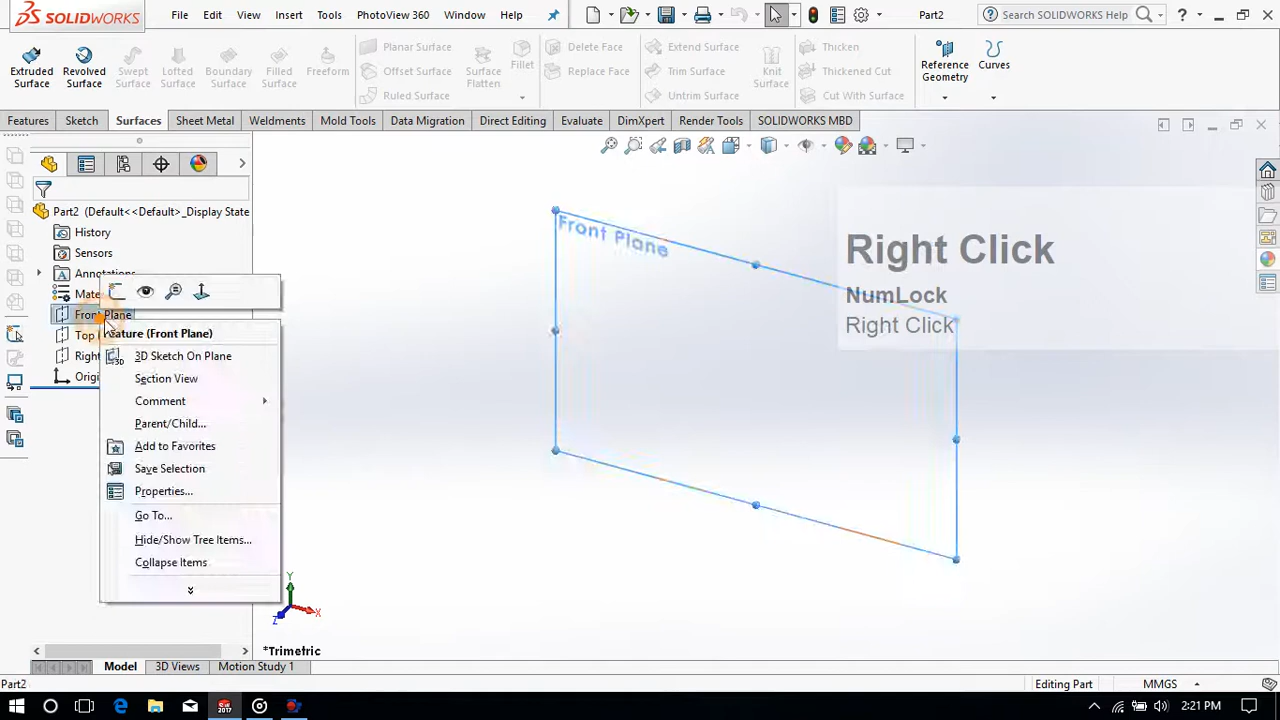 SOLIDWORKS File Edit View Insert Tools PhotoView 360 Window Help Part2 Search SOLIDWORKS Help
Extruded Surface
Revolved Surface
Swept Surface
Lofted Surface
Boundary Surface
Filled Surface
Freeform
Planar Surface
Offset Surface
Ruled Surface
Surface Flatten
Fillet
Delete Face
Replace Face
Extend Surface
Trim Surface
Untrim Surface
Knit Surface
Thicken
Thickened Cut
Cut With Surface
Reference Geometry
Curves
Features Sketch Surfaces Sheet Metal Weldments Mold Tools Data Migration Direct Editing Evaluate DimXpert Render Tools SOLIDWORKS MBD
Part2 (Default<<Default>_Display State
History
Sensors
Annotations
Mate
Front Plane
Top
Right
Origi
eature (Front Plane)
3D Sketch On Plane
Section View
Comment
Parent/Child...
Add to Favorites
Save Selection
Properties...
Go To...
Hide/Show Tree Items...
Collapse Items
Front Plane
Right Click
NumLock
Right Click
Y
X
Z
*Trimetric
Model 3D Views Motion Study 1
Part2 Editing Part MMGS
2017
2:21 PM